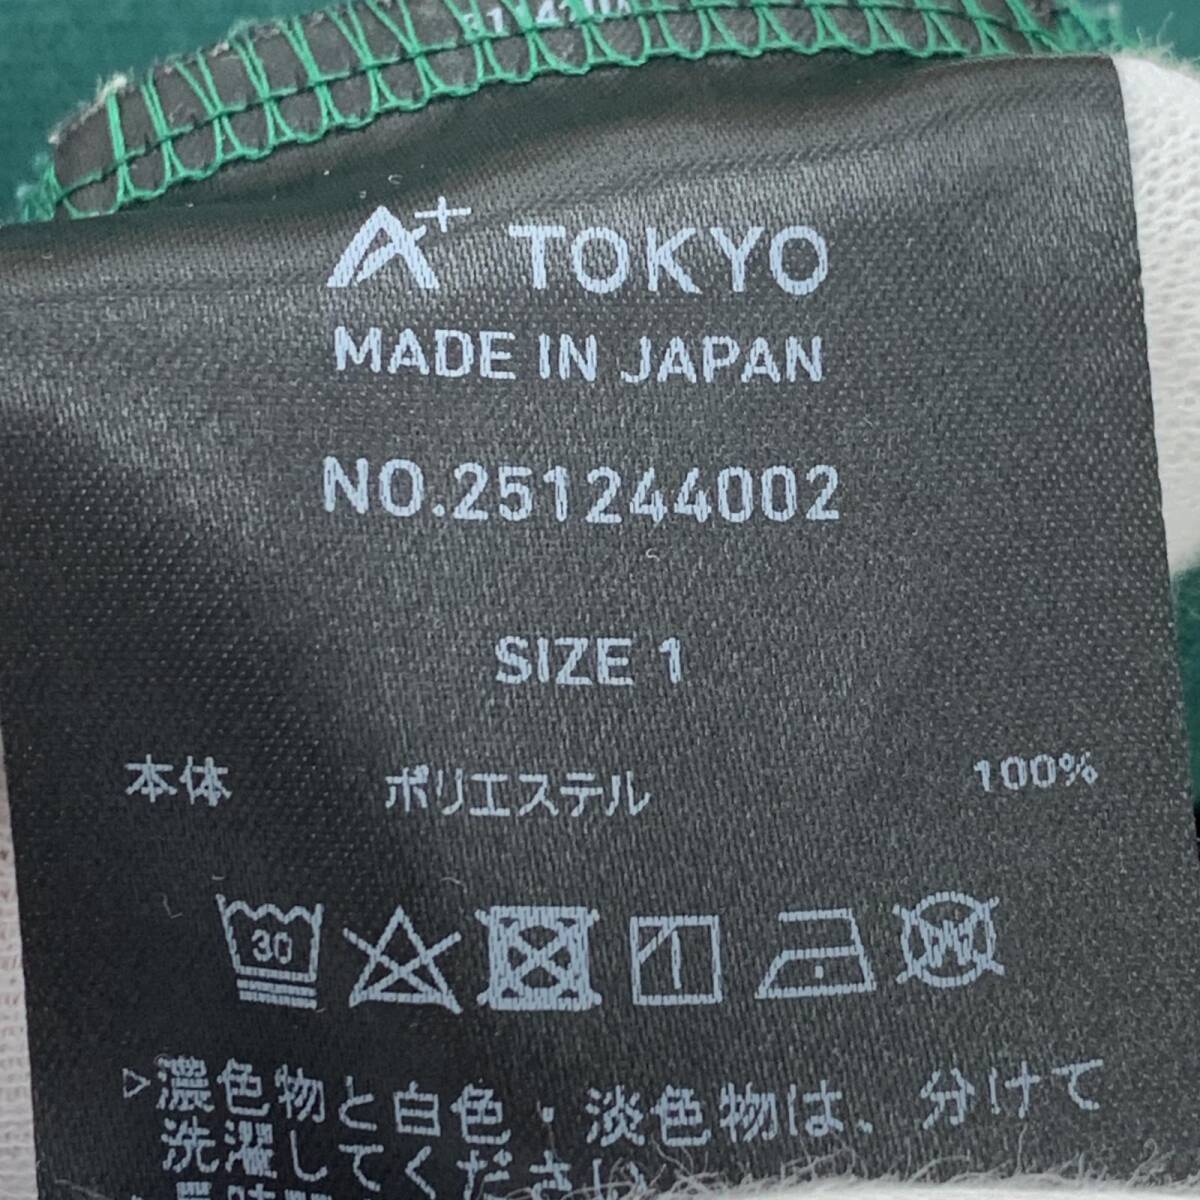 A+ TOKYO
MADE IN JAPAN
NO.251244002
SIZE 1
本体 ポリエステル 100%
30
W
▷濃色物と白色・淡色物は、分けて
洗濯してください